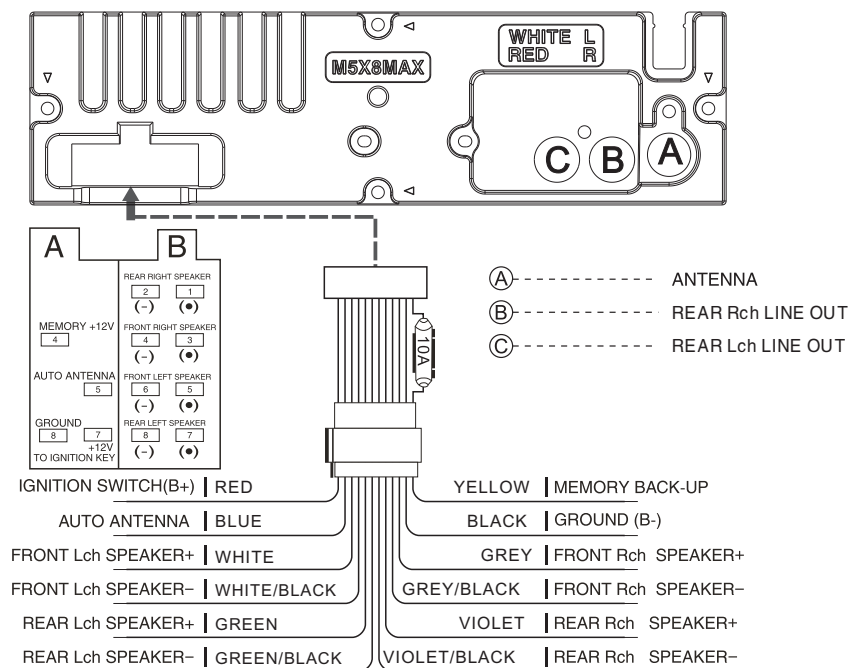 WHITE L
RED R
M5X8MAX
C B A
A B
REAR RIGHT SPEAKER
2 1
(-) (●)
MEMORY +12V
4
FRONT RIGHT SPEAKER
4 3
(-) (●)
AUTO ANTENNA
5
FRONT LEFT SPEAKER
6 5
(-) (●)
GROUND
8 7
+12V
TO IGNITION KEY
REAR LEFT SPEAKER
8 7
(-) (●)
10A
A ANTENNA
B REAR Rch LINE OUT
C REAR Lch LINE OUT
IGNITION SWITCH(B+) RED
YELLOW MEMORY BACK-UP
AUTO ANTENNA BLUE
BLACK GROUND (B-)
FRONT Lch SPEAKER+ WHITE
GREY FRONT Rch SPEAKER+
FRONT Lch SPEAKER- WHITE/BLACK
GREY/BLACK FRONT Rch SPEAKER-
REAR Lch SPEAKER+ GREEN
VIOLET REAR Rch SPEAKER+
REAR Lch SPEAKER- GREEN/BLACK
VIOLET/BLACK REAR Rch SPEAKER-